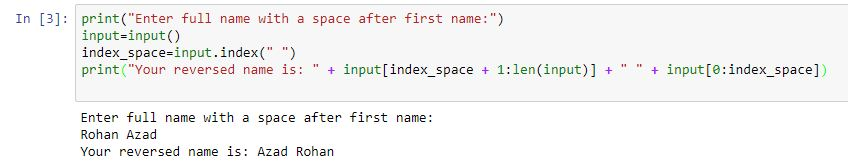 In [3]: print("Enter full name with a space after first name:")
input=input()
index_space=input.index(" ")
print("Your reversed name is: " + input[index_space + 1:len(input)] + " " + input[0:index_space])
Enter full name with a space after first name:
Rohan Azad
Your reversed name is: Azad Rohan